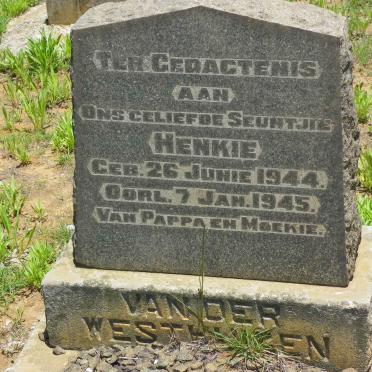 TER GEDACTENIS
AAN
ONS GELIEFDE SEUNTJIE
HENKIE
GEB. 26 JUNIE 1944.
OORL. 7 JAN. 1945.
VAN PAPPA EN MOEKIE.
VAN DER
WESTHUIZEN